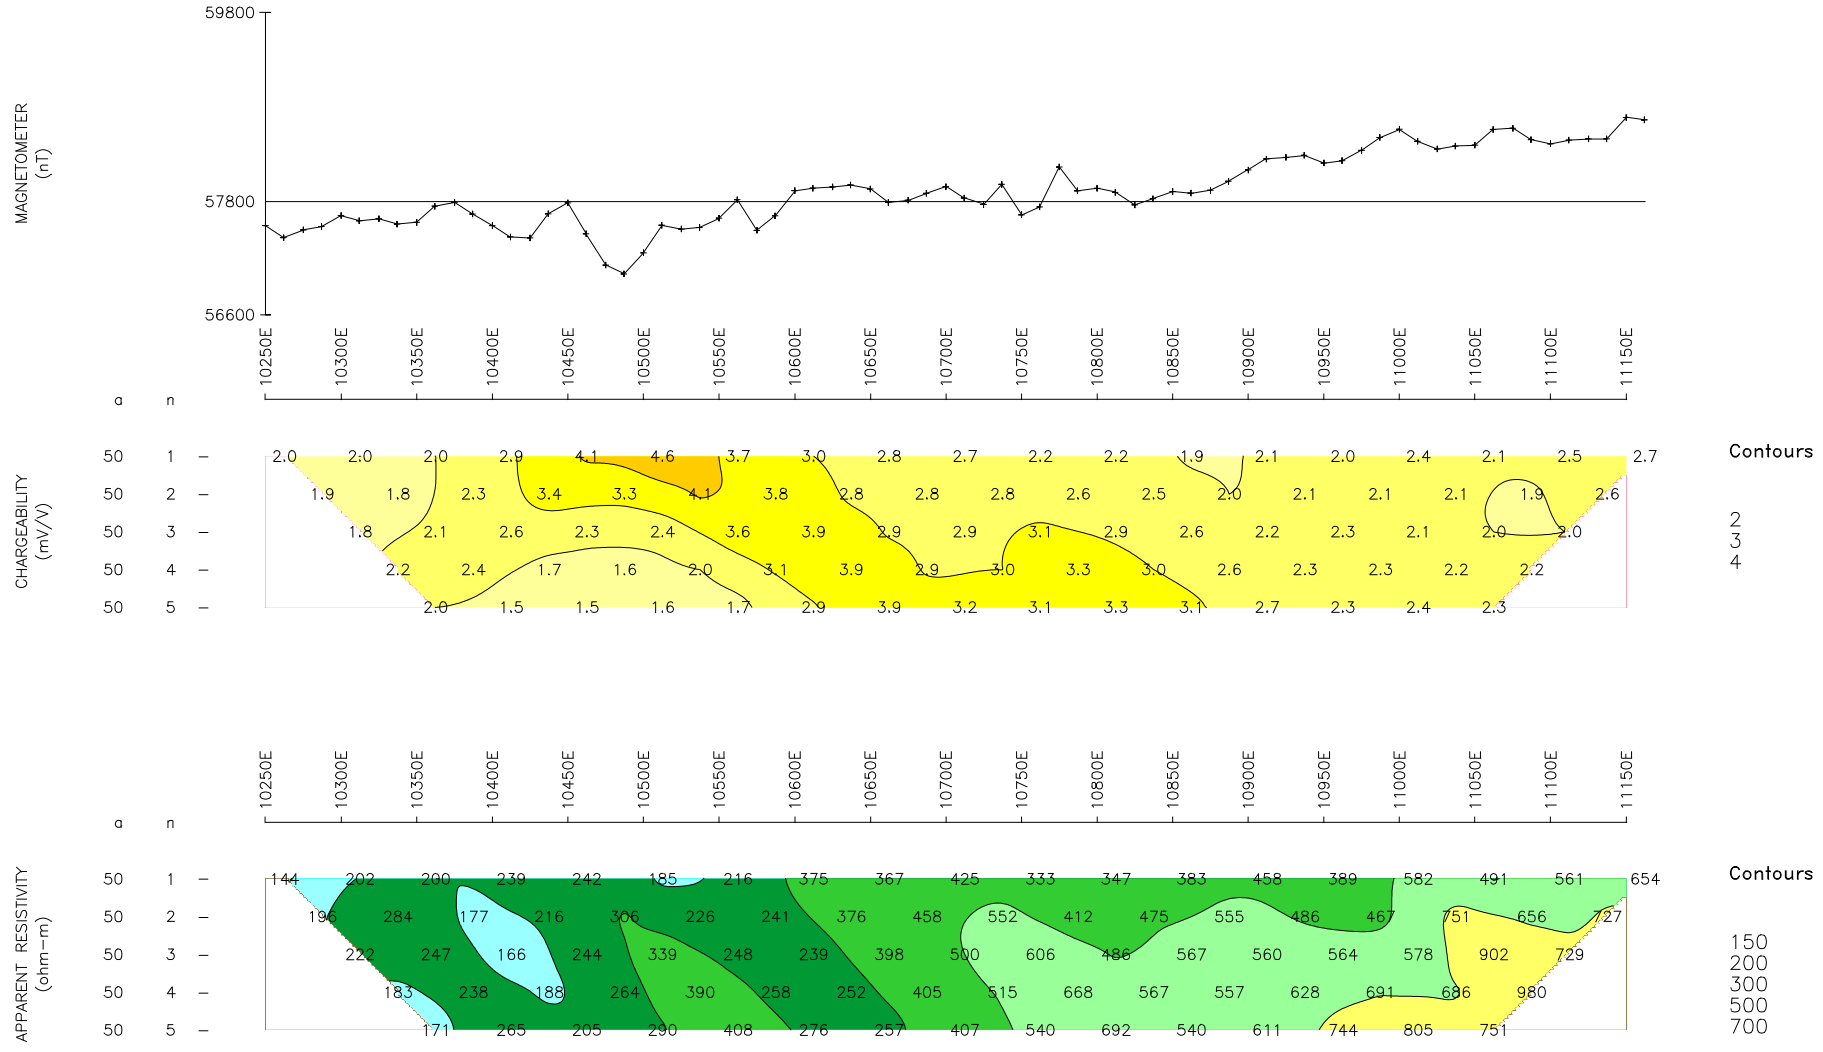 59800
MAGNETOMETER
(nT)
57800
56600
10250E 10300E 10350E 10400E 10450E 10500E 10550E 10600E 10650E 10700E 10750E 10800E 10850E 10900E 10950E 11000E 11050E 11100E 11150E
a n
CHARGEABILITY
(mV/V)
50 1 – 2.0 2.0 2.0 2.9 4.1 4.6 3.7 3.0 2.8 2.7 2.2 2.2 1.9 2.1 2.0 2.4 2.1 2.5 2.7
50 2 – 1.9 1.8 2.3 3.4 3.3 4.1 3.8 2.8 2.8 2.8 2.6 2.5 2.0 2.1 2.1 2.1 1.9 2.6
50 3 – 1.8 2.1 2.6 2.3 2.4 3.6 3.9 2.9 2.9 3.1 2.9 2.6 2.2 2.3 2.1 2.0 2.0
50 4 – 2.2 2.4 1.7 1.6 2.0 3.1 3.9 2.9 3.0 3.3 3.0 2.6 2.3 2.3 2.2 2.2
50 5 – 2.0 1.5 1.5 1.6 1.7 2.9 3.9 3.2 3.1 3.3 3.1 2.7 2.3 2.4 2.3
Contours
2
3
4
10250E 10300E 10350E 10400E 10450E 10500E 10550E 10600E 10650E 10700E 10750E 10800E 10850E 10900E 10950E 11000E 11050E 11100E 11150E
a n
APPARENT RESISTIVITY
(ohm–m)
50 1 – 144 202 200 239 242 185 216 375 367 425 333 347 383 458 389 582 491 561 654
50 2 – 196 284 177 216 306 226 241 376 458 552 412 475 555 486 467 751 656 727
50 3 – 222 247 166 244 339 248 239 398 500 606 486 567 560 564 578 902 729
50 4 – 183 238 188 264 390 258 252 405 515 668 567 557 628 691 686 980
50 5 – 171 265 205 290 408 276 257 407 540 692 540 611 744 805 751
Contours
150
200
300
500
700